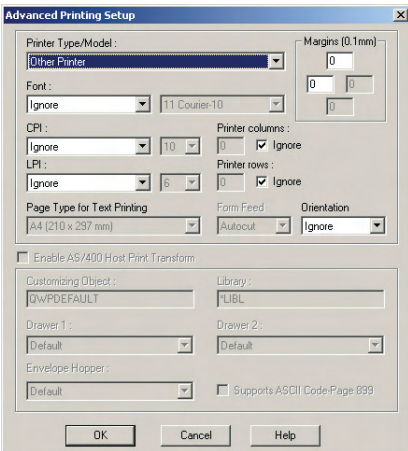 Advanced Printing Setup
Printer Type/Model :
Margins (0.1mm)
Other Printer
0
0 0
0
Font :
Ignore 11 Courier-10
CPI : Printer columns :
Ignore 10 0 Ignore
LPI : Printer rows :
Ignore 6 0 Ignore
Page Type for Text Printing Form Feed Orientation
A4 (210 x 297 mm) Autocut Ignore
Enable AS/400 Host Print Transform
Customizing Object : Library :
QWPDEFAULT *LIBL
Drawer 1 : Drawer 2 :
Default Default
Envelope Hopper :
Default Supports ASCII Code-Page 899
OK Cancel Help